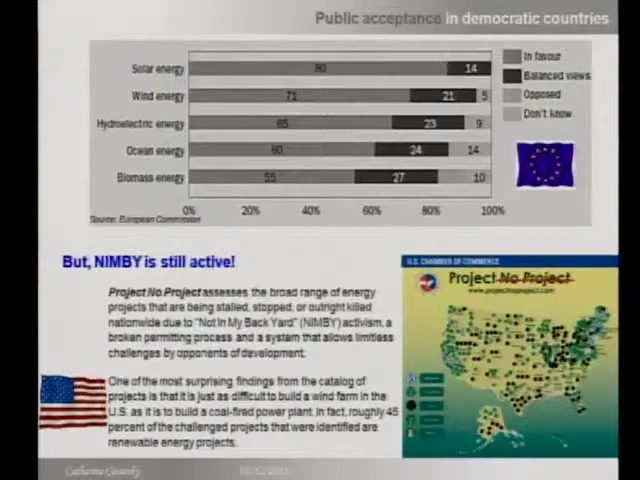 Public acceptance in democratic countries
In favour
Balanced views
Opposed
Don't know
Solar energy 80 14
Wind energy 71 21 5
Hydroelectric energy 65 23 9
Ocean energy 60 24 14
Biomass energy 55 27 10
0% 20% 40% 60% 80% 100%
Source: European Commission
But, NIMBY is still active!
Project No Project assesses the broad range of energy
projects that are being stalled, stopped, or outright killed
nationwide due to "Not In My Back Yard" (NIMBY) activism, a
broken permitting process and a system that allows limitless
challenges by opponents of development.
One of the most surprising findings from the catalog of
projects is that it is just as difficult to build a wind farm in the
U.S. as it is to build a coal-fired power plant. In fact, roughly 45
percent of the challenged projects that were identified are
renewable energy projects.
U.S. CHAMBER OF COMMERCE
Project No Project
www.projectnoproject.com